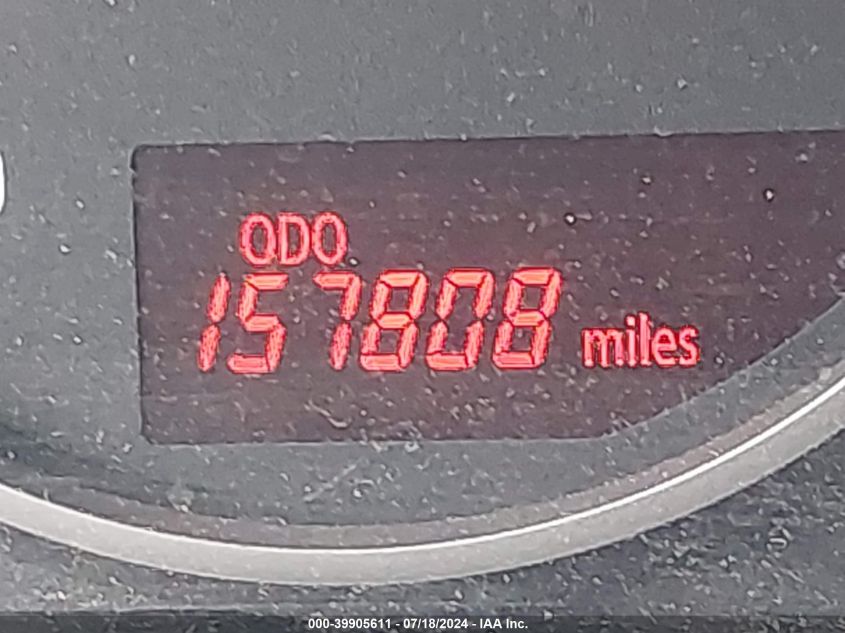 ODO
157808 miles
000-39905611 - 07/18/2024 - IAA Inc.